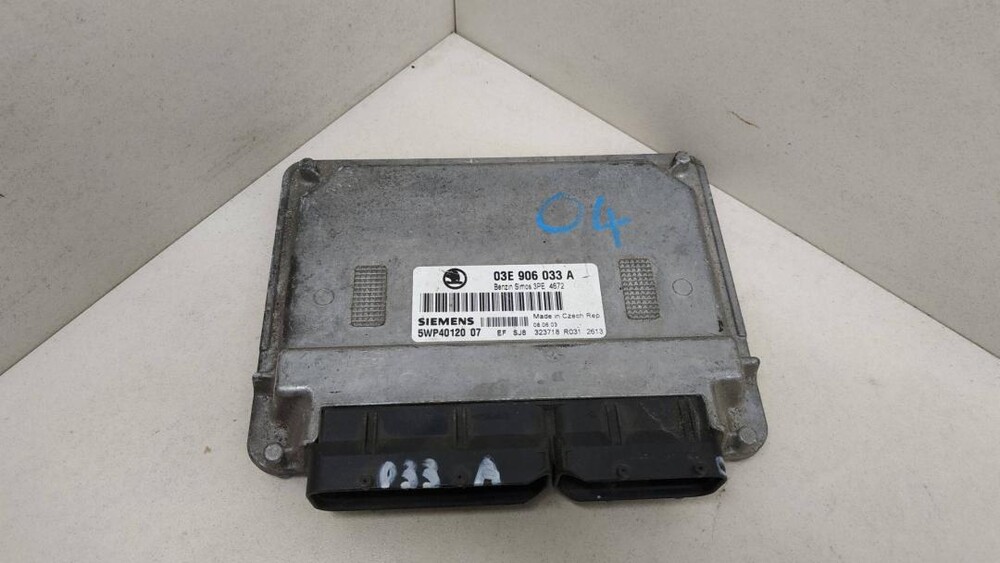 04
03E 906 033 A
Benzin Simos 3PE 4672
SIEMENS
Made in Czech Rep
08.06.03
5WP40120 07 EF SJ8 323718 R031 2613
033 A